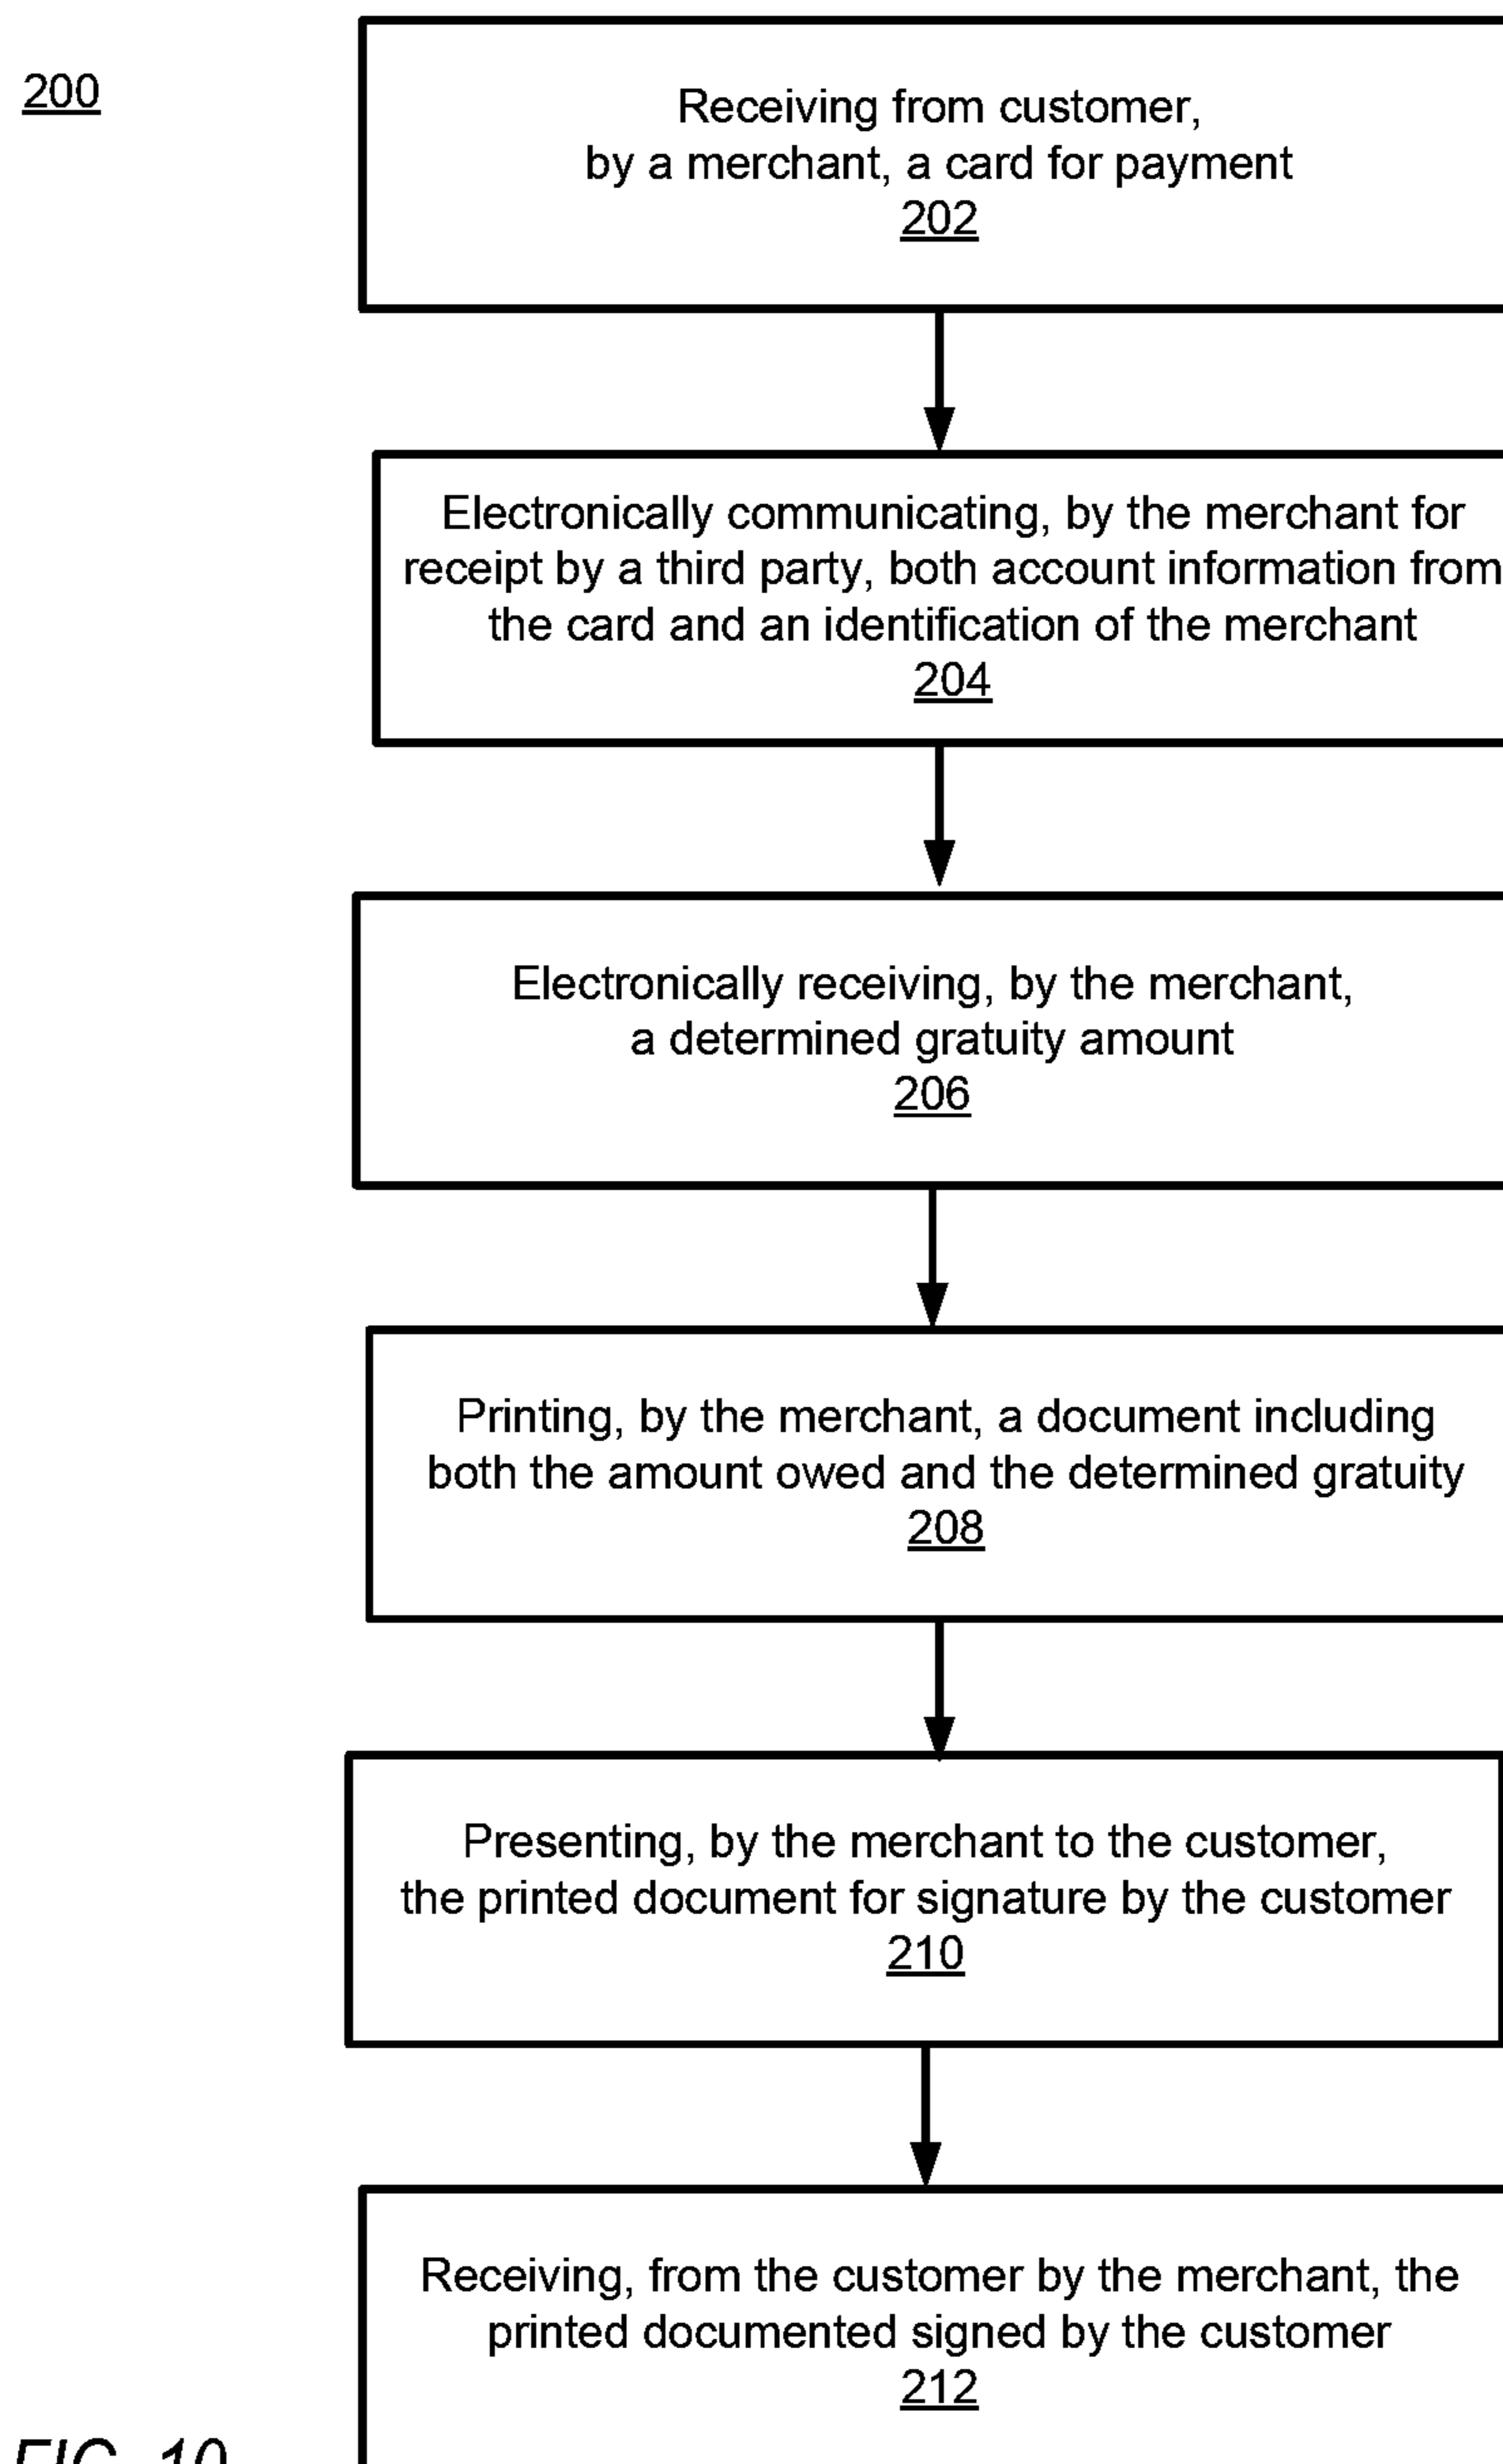 200
Receiving from customer,
by a merchant, a card for payment
202
Electronically communicating, by the merchant for
receipt by a third party, both account information from
the card and an identification of the merchant
204
Electronically receiving, by the merchant,
a determined gratuity amount
206
Printing, by the merchant, a document including
both the amount owed and the determined gratuity
208
Presenting, by the merchant to the customer,
the printed document for signature by the customer
210
Receiving, from the customer by the merchant, the
printed documented signed by the customer
212
FIG. 10